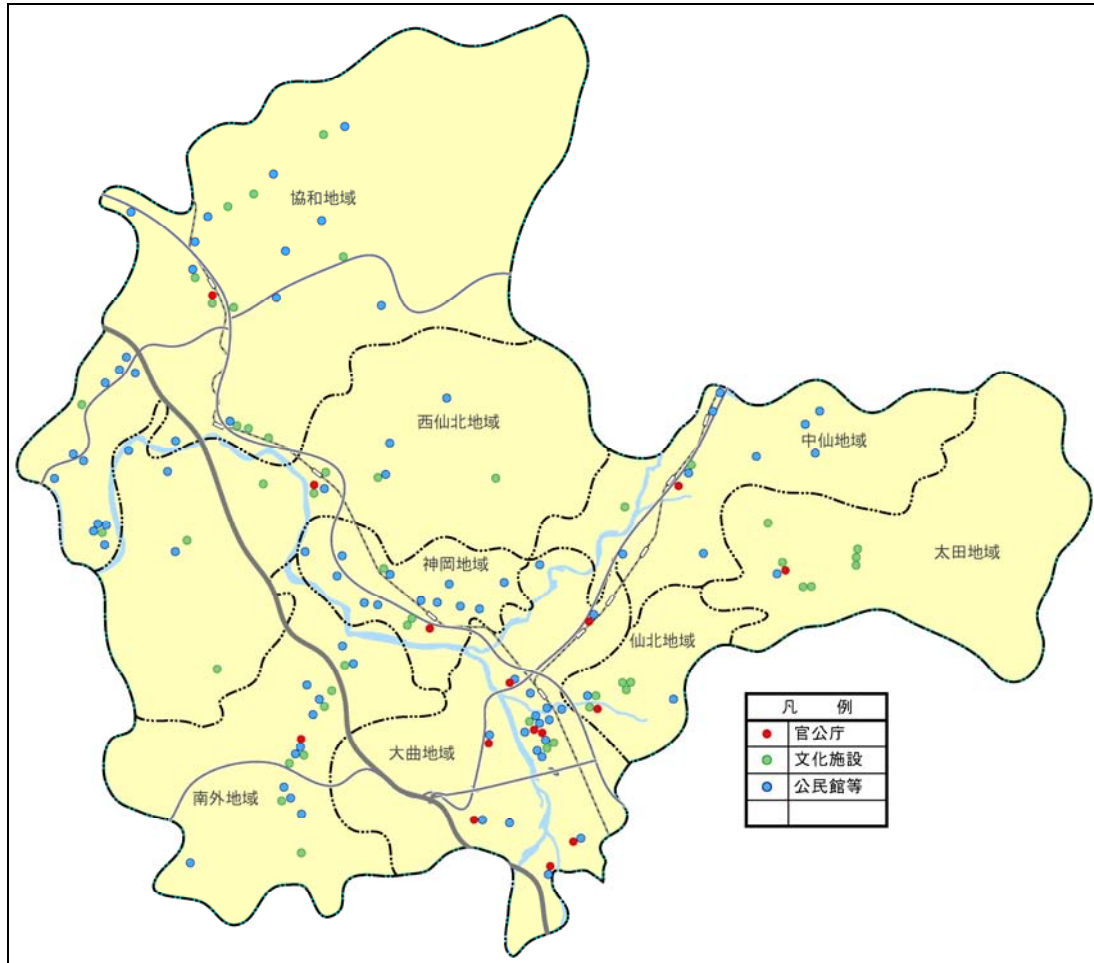 協和地域
西仙北地域
中仙地域
太田地域
神岡地域
仙北地域
大曲地域
南外地域
凡 例
官公庁
文化施設
公民館等